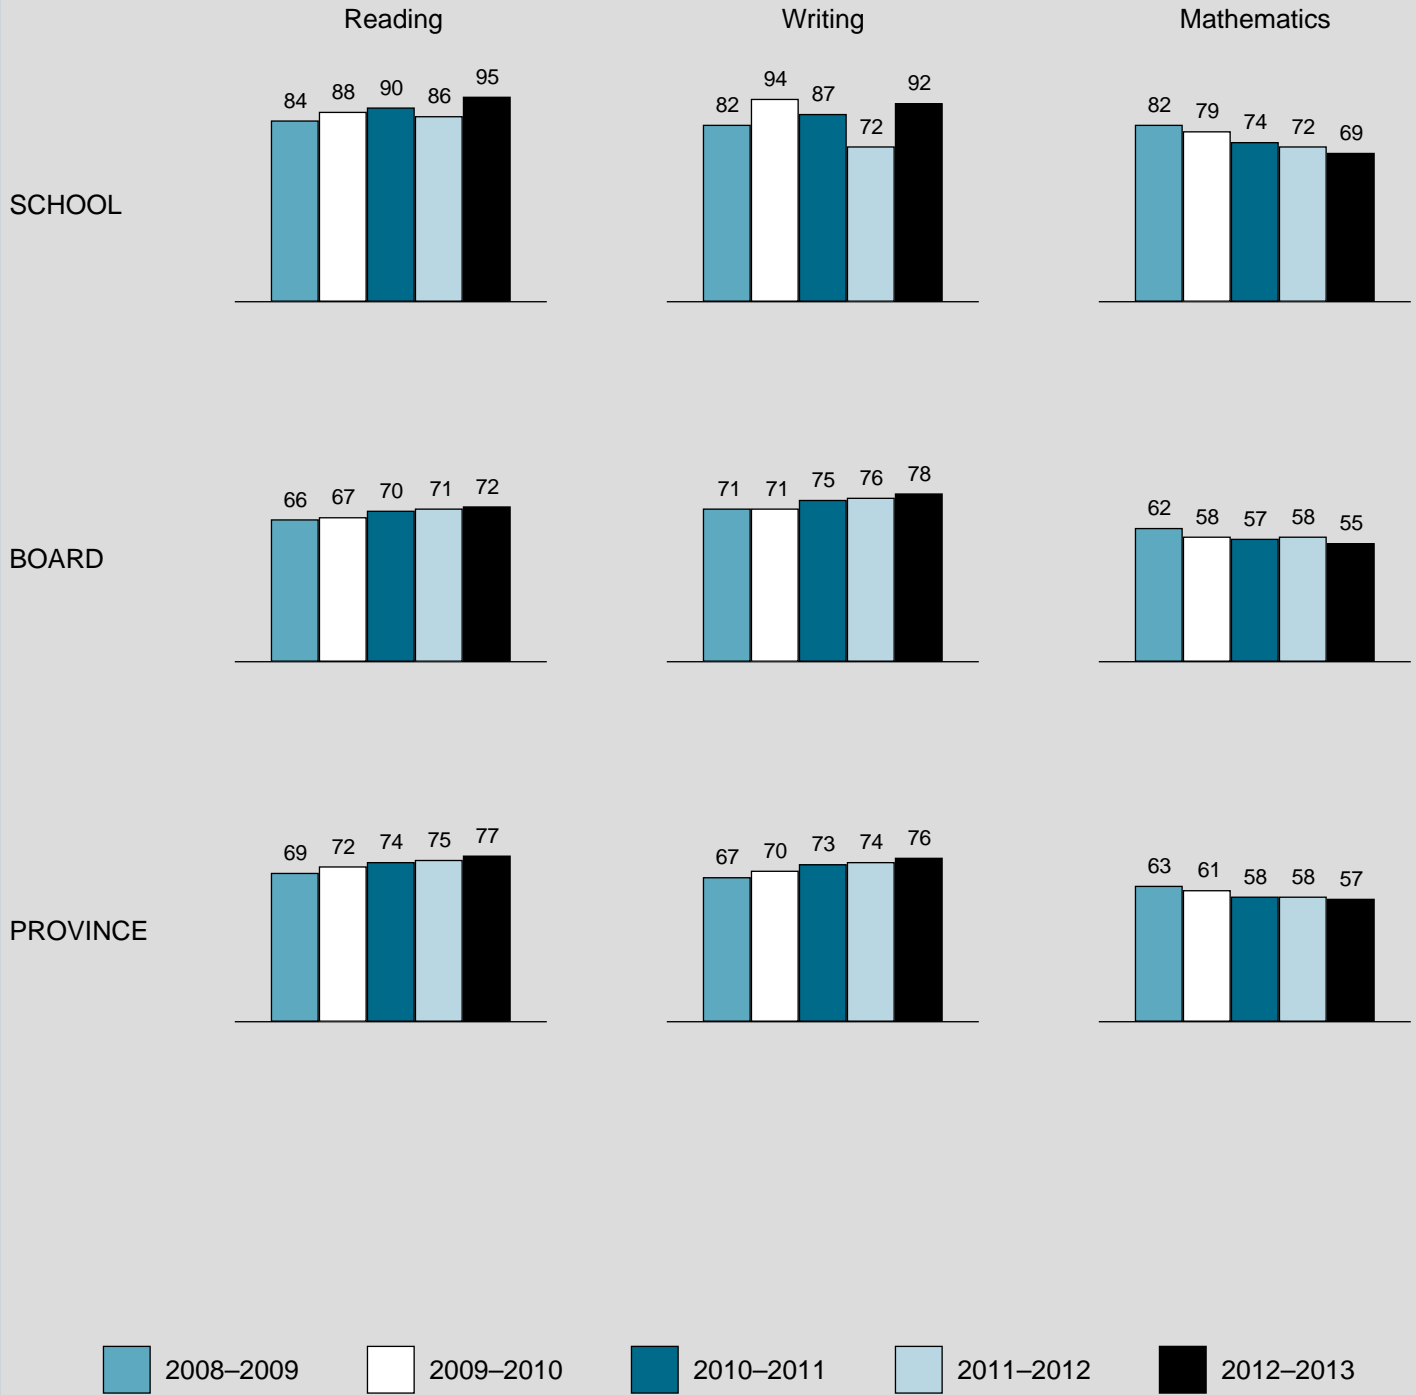 Reading Writing Mathematics
84 88 90 86 95 82 94 87 72 92 82 79 74 72 69
SCHOOL
66 67 70 71 72 71 71 75 76 78 62 58 57 58 55
BOARD
69 72 74 75 77 67 70 73 74 76 63 61 58 58 57
PROVINCE
2008–2009 2009–2010 2010–2011 2011–2012 2012–2013